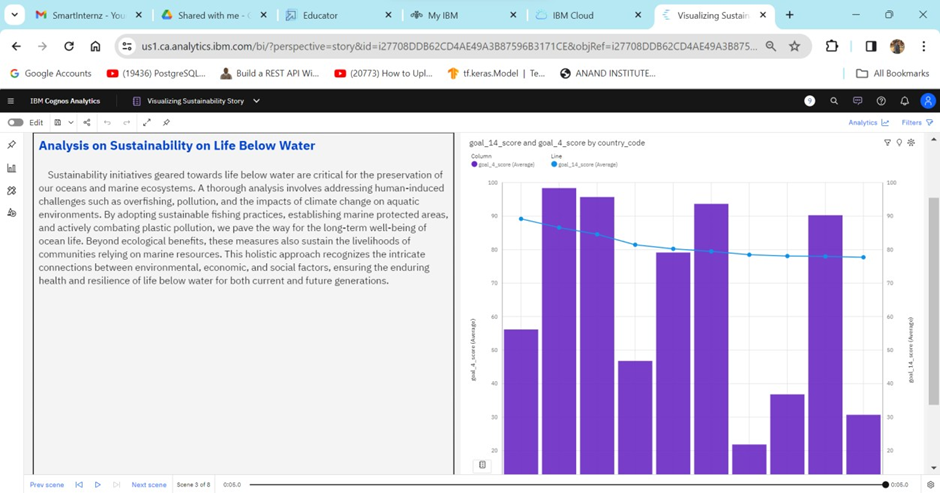 SmartInternz - You
Shared with me - G
Educator
My IBM
IBM Cloud
Visualizing Sustain
us1.ca.analytics.ibm.com/bi/?perspective=story&id=i27708DDB62CD4AE49A3B87596B3171CE&objRef=i27708DDB62CD4AE49A3B875...
Google Accounts
(19436) PostgreSQL...
Build a REST API Wi...
(20773) How to Upl...
tf.keras.Model | Te...
ANAND INSTITUTE...
All Bookmarks
IBM Cognos Analytics
Visualizing Sustainability Story
9
Edit
Analytics
Filters
Analysis on Sustainability on Life Below Water
Sustainability initiatives geared towards life below water are critical for the preservation of
our oceans and marine ecosystems. A thorough analysis involves addressing human-induced
challenges such as overfishing, pollution, and the impacts of climate change on aquatic
environments. By adopting sustainable fishing practices, establishing marine protected areas,
and actively combating plastic pollution, we pave the way for the long-term well-being of
ocean life. Beyond ecological benefits, these measures also sustain the livelihoods of
communities relying on marine resources. This holistic approach recognizes the intricate
connections between environmental, economic, and social factors, ensuring the enduring
health and resilience of life below water for both current and future generations.
goal_14_score and goal_4_score by country_code
Column
goal_4_score (Average)
Line
goal_14_score (Average)
100
90
80
70
60
50
40
30
20
goal_4_score (Average)
100
90
80
70
60
50
40
30
20
goal_14_score (Average)
Prev scene
Next scene
Scene 3 of 8
0:05.0
0:05.0